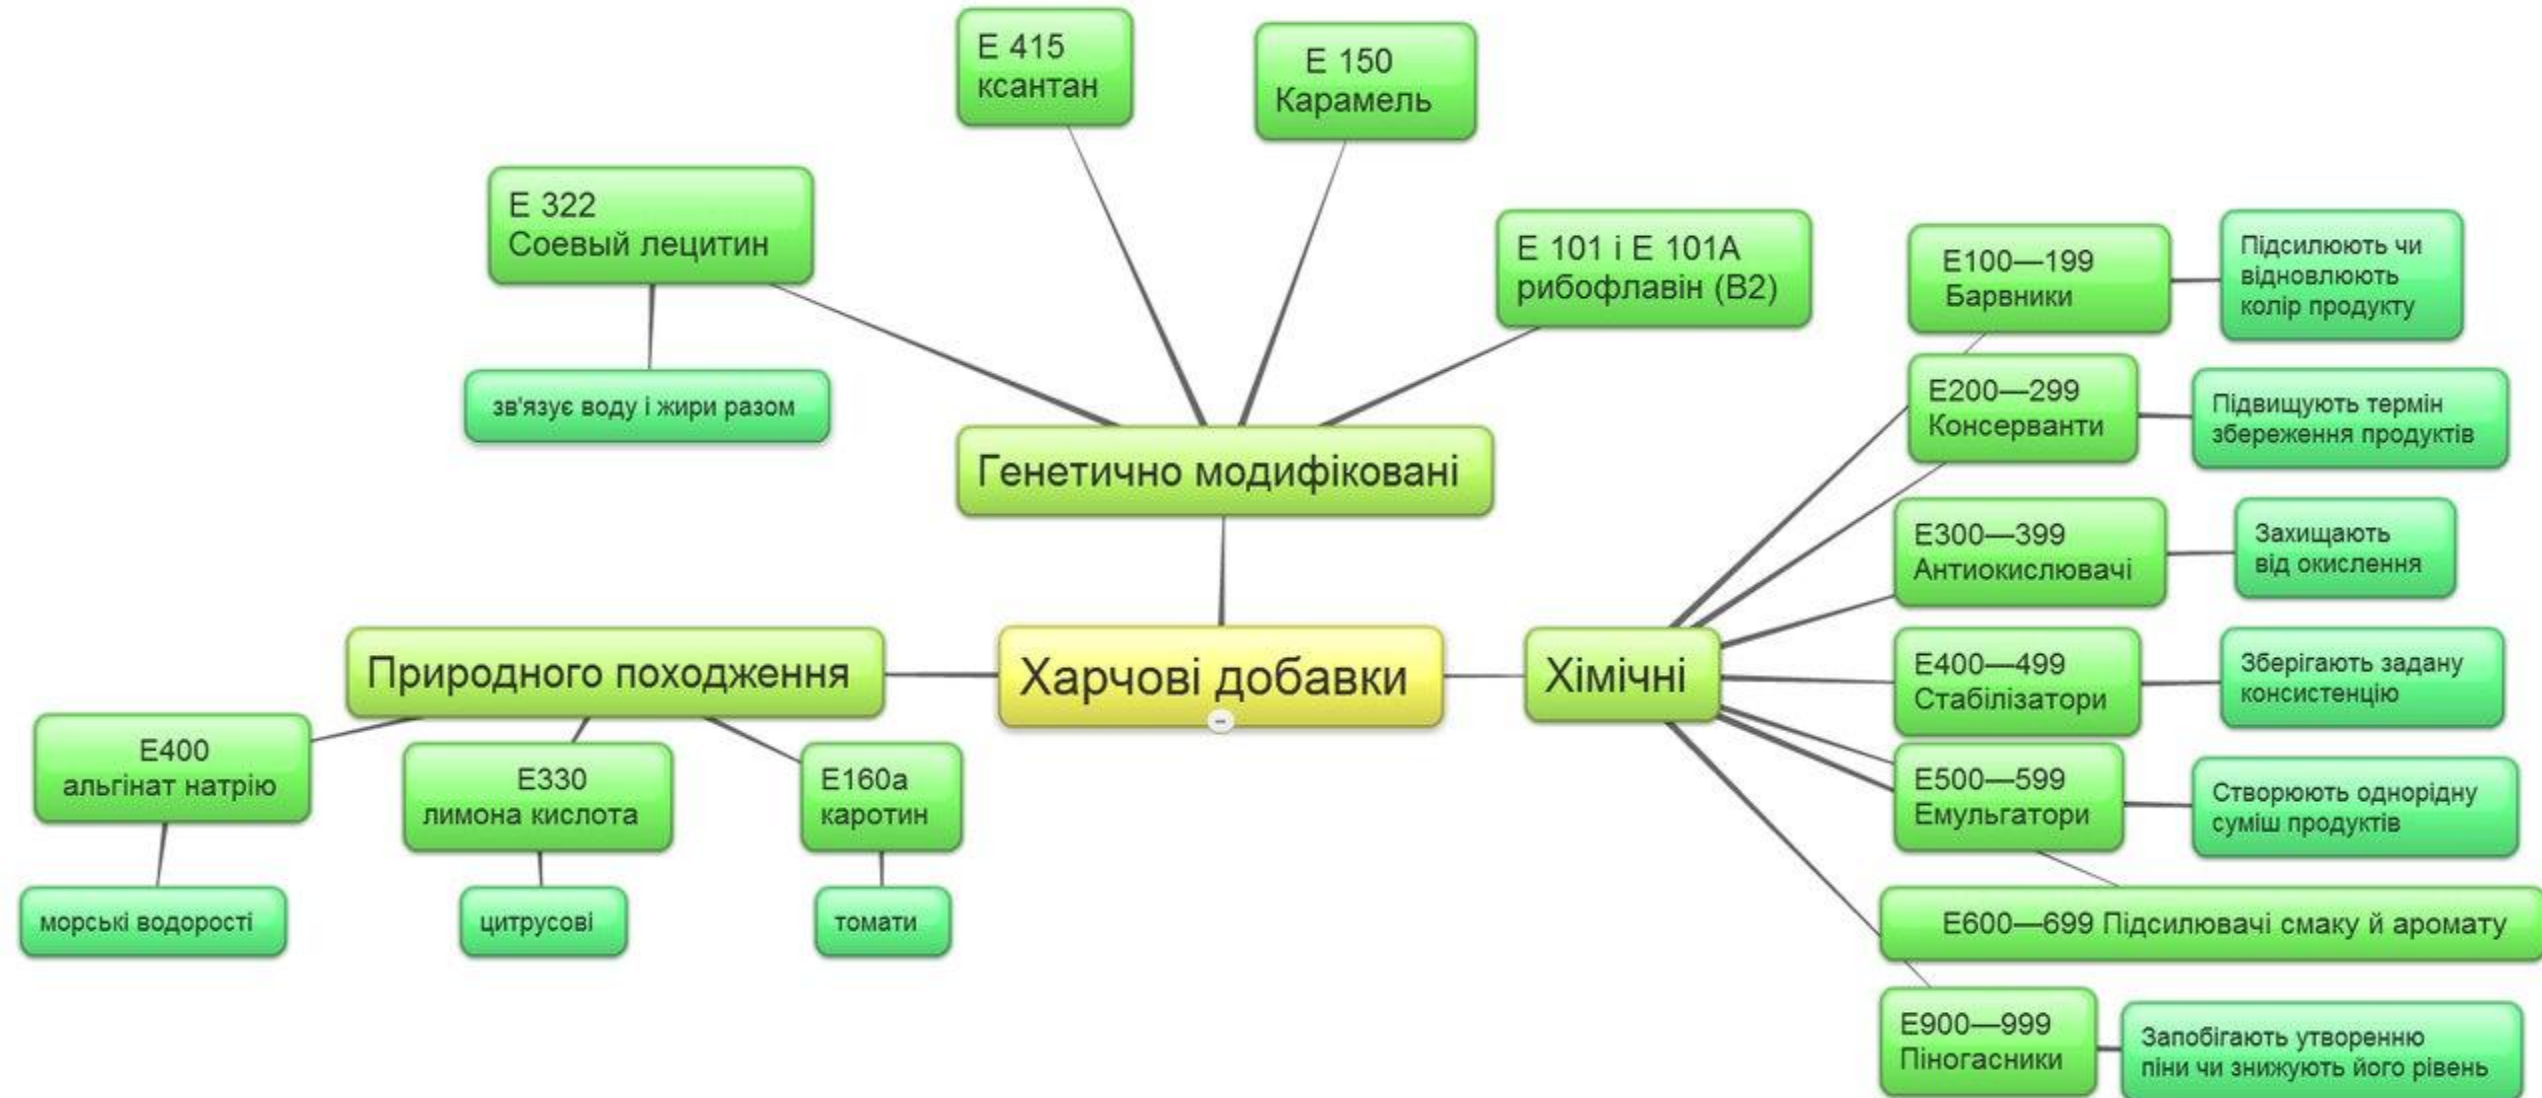 Е 415
ксантан
Е 150
Карамель
Е 322
Соевый лецитин
зв'язує воду і жири разом
Е 101 і Е 101А
рибофлавін (В2)
Генетично модифіковані
Харчові добавки
Природного походження
Е400
альгінат натрію
морські водорості
Е330
лимона кислота
цитрусові
Е160а
каротин
томати
Хімічні
Е100—199
Барвники
Підсилюють чи
відновлюють
колір продукту
Е200—299
Консерванти
Підвищують термін
збереження продуктів
Е300—399
Антиокислювачі
Захищають
від окислення
Е400—499
Стабілізатори
Зберігають задану
консистенцію
Е500—599
Емульгатори
Створюють однорідну
суміш продуктів
Е600—699 Підсилювачі смаку й аромату
Е900—999
Піногасники
Запобігають утворенню
піни чи знижують його рівень